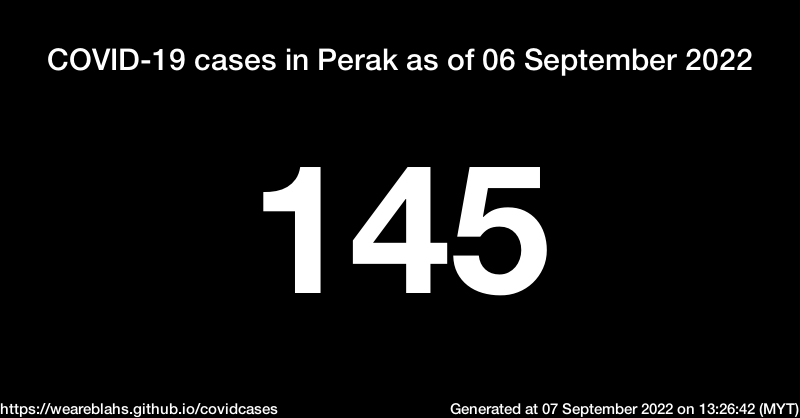 COVID-19 cases in Perak as of 06 September 2022
145
https://weareblahs.github.io/covidcases
Generated at 07 September 2022 on 13:26:42 (MYT)